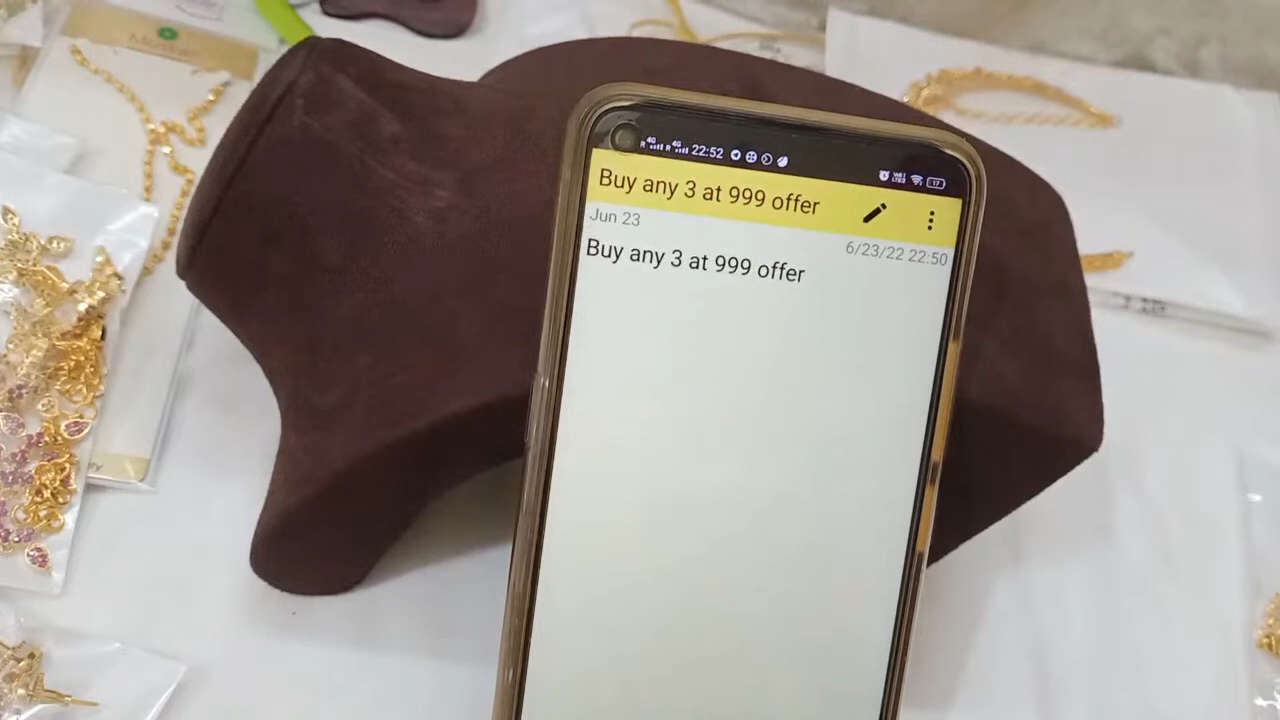 22:52
Buy any 3 at 999 offer
Jun 23
6/23/22 22:50
Buy any 3 at 999 offer